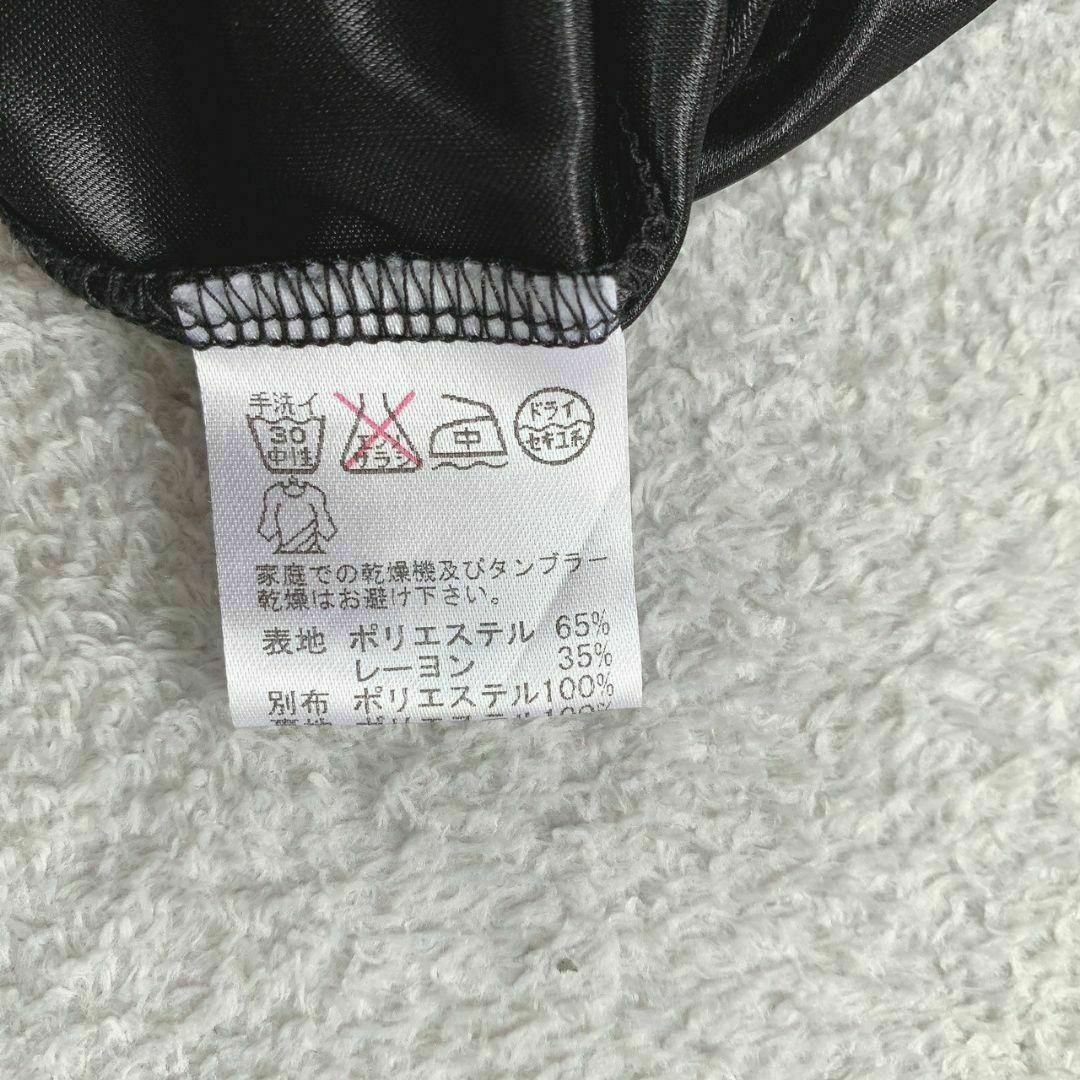 手洗イ
30
中性
エンソ
サラシ
中
ドライ
セキユ系
家庭での乾燥機及びタンブラー
乾燥はお避け下さい。
表地 ポリエステル 65%
レーヨン 35%
別布 ポリエステル100%